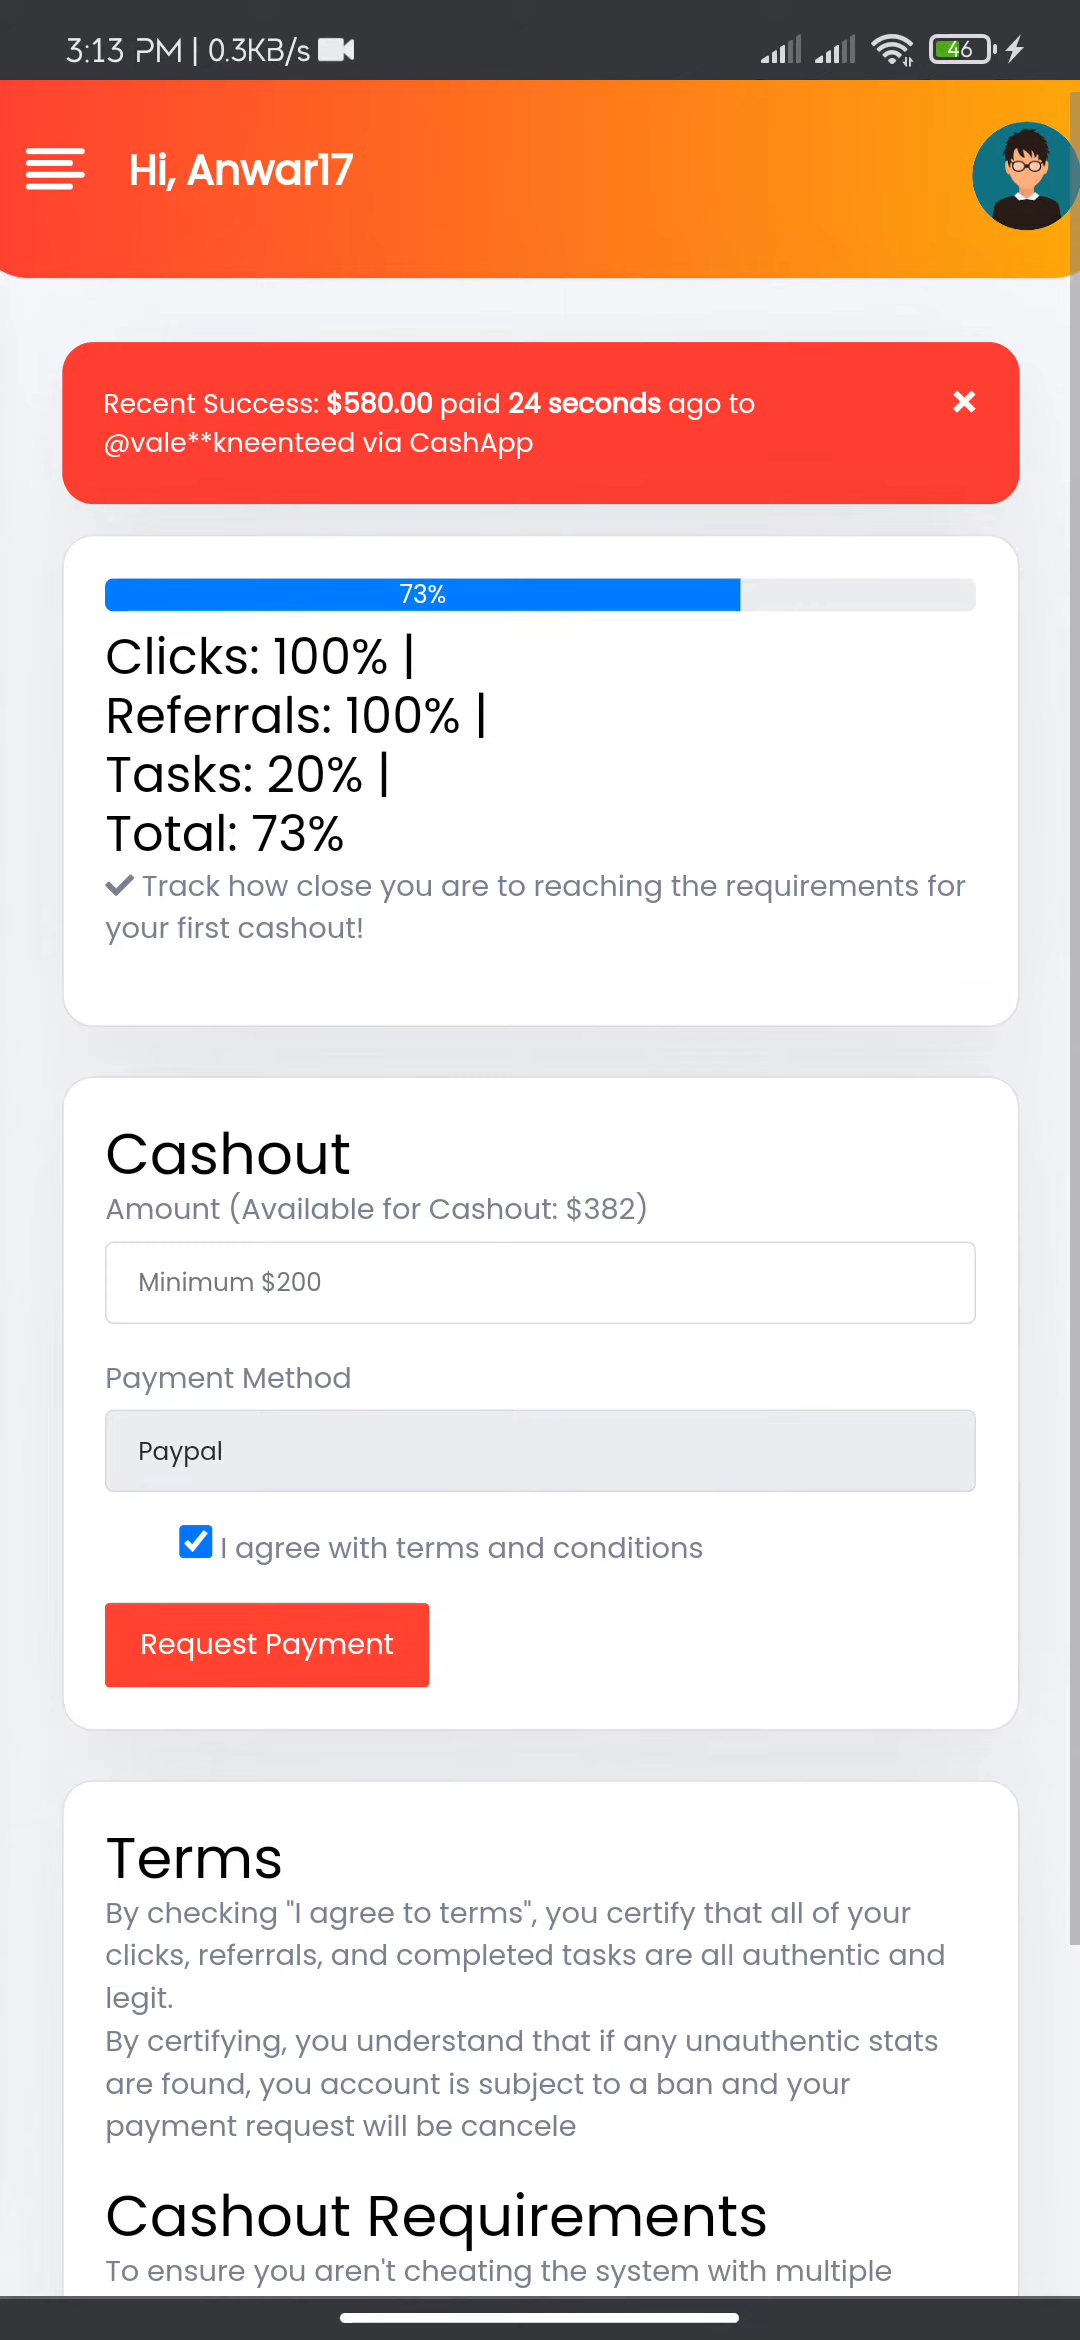 3:13 PM | 0.3KB/s
46
Hi, Anwar17
Recent Success: $580.00 paid 24 seconds ago to
@vale**kneenteed via CashApp
73%
Clicks: 100% |
Referrals: 100% |
Tasks: 20% |
Total: 73%
Track how close you are to reaching the requirements for
your first cashout!
Cashout
Amount (Available for Cashout: $382)
Minimum $200
Payment Method
Paypal
I agree with terms and conditions
Request Payment
Terms
By checking "I agree to terms", you certify that all of your
clicks, referrals, and completed tasks are all authentic and
legit.
By certifying, you understand that if any unauthentic stats
are found, you account is subject to a ban and your
payment request will be cancele
Cashout Requirements
To ensure you aren't cheating the system with multiple